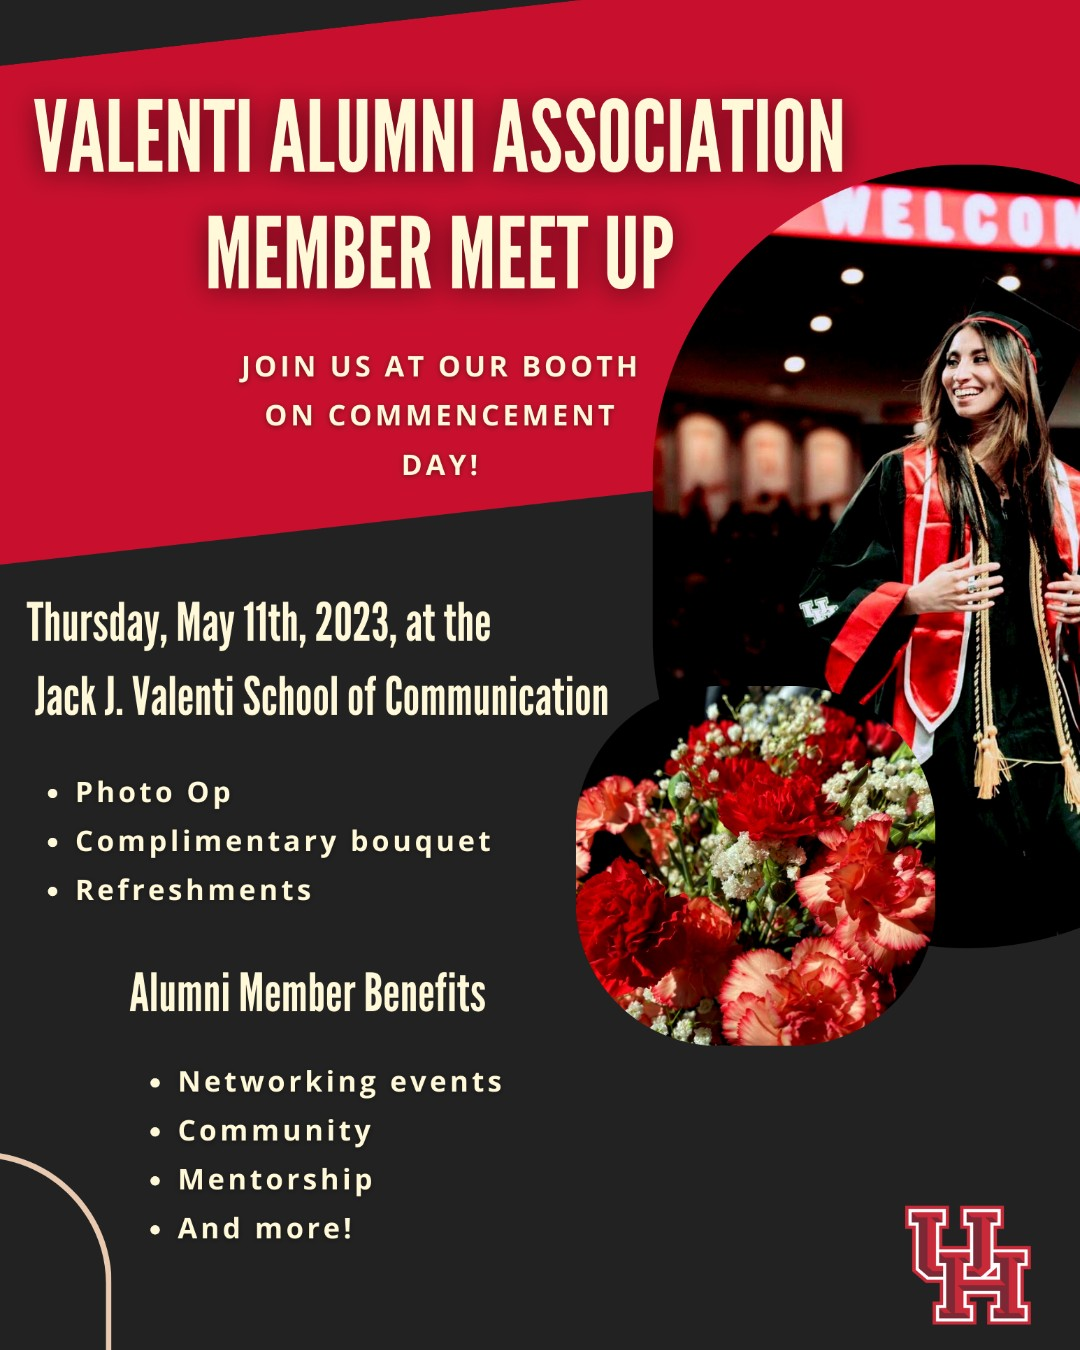 VALENTI ALUMNI ASSOCIATION
MEMBER MEET UP
JOIN US AT OUR BOOTH
ON COMMENCEMENT
DAY!
WELCOM
Thursday, May 11th, 2023, at the
Jack J. Valenti School of Communication
• Photo Op
• Complimentary bouquet
• Refreshments
Alumni Member Benefits
• Networking events
• Community
• Mentorship
• And more!
UH
UH